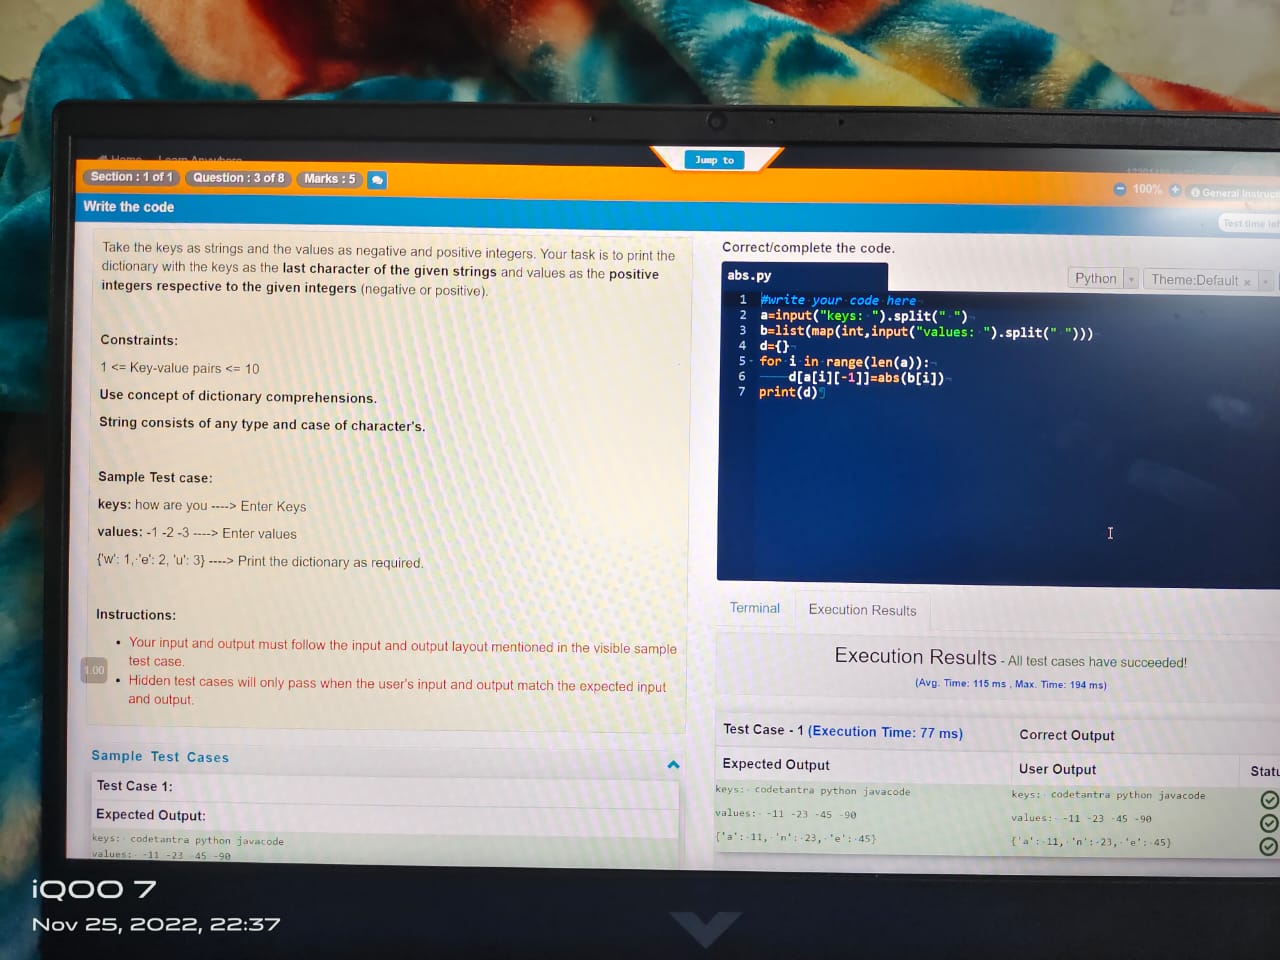 Home Learn Anywhere
Jump to
Section : 1 of 1 Question : 3 of 8 Marks : 5
100% General Instruct
Write the code
Test time left
Take the keys as strings and the values as negative and positive integers. Your task is to print the
dictionary with the keys as the last character of the given strings and values as the positive
integers respective to the given integers (negative or positive).
Constraints:
1 <= Key-value pairs <= 10
Use concept of dictionary comprehensions.
String consists of any type and case of character's.
Sample Test case:
keys: how are you ----> Enter Keys
values: -1 -2 -3 ----> Enter values
{'w': 1, 'e': 2, 'u': 3} ----> Print the dictionary as required.
Instructions:
• Your input and output must follow the input and output layout mentioned in the visible sample
test case.
• Hidden test cases will only pass when the user's input and output match the expected input
and output.
1.00
Sample Test Cases
Test Case 1:
Expected Output:
keys: codetantra python javacode
values: -11 -23 -45 -90
Correct/complete the code.
abs.py
Python Theme:Default ×
1 #write your code here
2 a=input("keys: ").split(" ")
3 b=list(map(int,input("values: ").split(" ")))
4 d={}
5 for i in range(len(a)):
6 d[a[i][-1]]=abs(b[i])
7 print(d)
Terminal Execution Results
Execution Results - All test cases have succeeded!
(Avg. Time: 115 ms , Max. Time: 194 ms)
Test Case - 1 (Execution Time: 77 ms) Correct Output
Expected Output User Output Statu
keys: codetantra python javacode keys: codetantra python javacode
values: -11 -23 -45 -90 values: -11 -23 -45 -90
{'a': 11, 'n': 23, 'e': 45} {'a': 11, 'n': 23, 'e': 45}
iQOO 7
Nov 25, 2022, 22:37